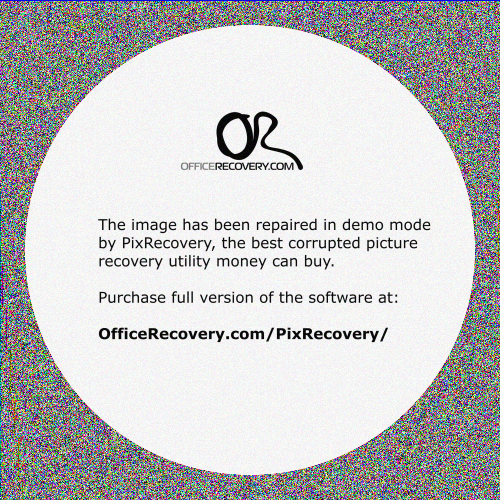 OR
OFFICERECOVERY.COM
The image has been repaired in demo mode
by PixRecovery, the best corrupted picture
recovery utility money can buy.
Purchase full version of the software at:
OfficeRecovery.com/PixRecovery/